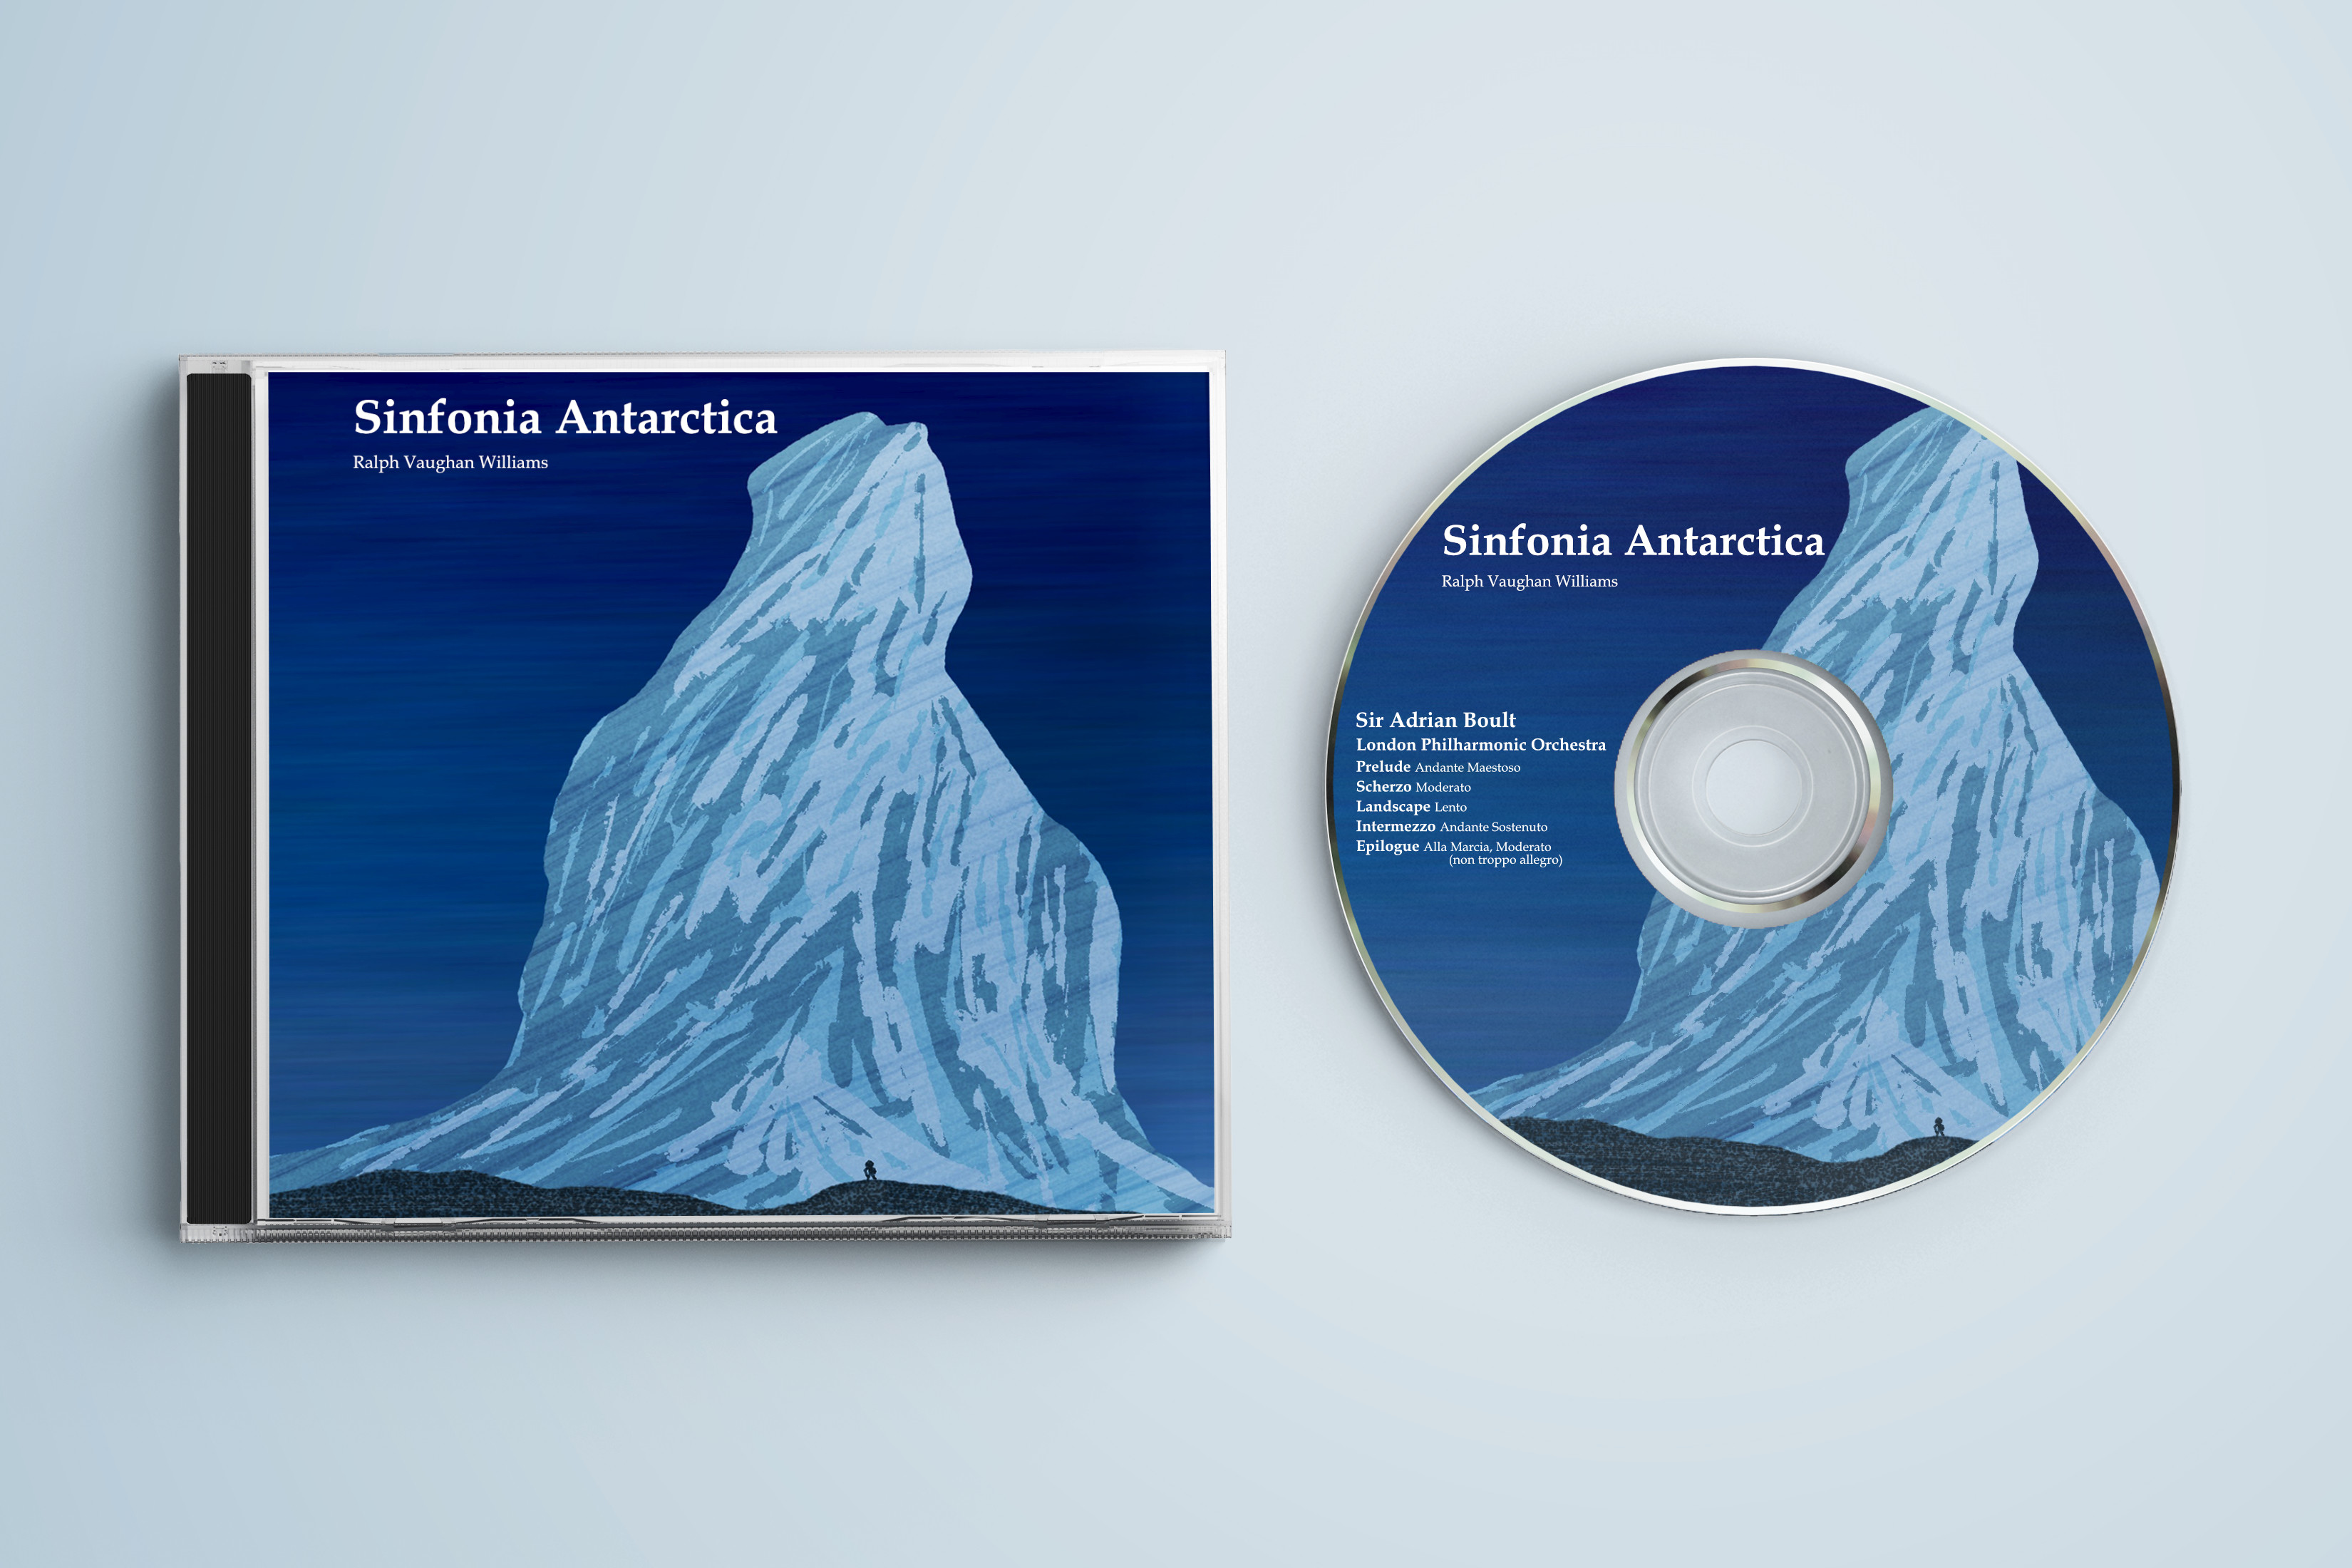 Sinfonia Antarctica
Ralph Vaughan Williams
Sinfonia Antarctica
Ralph Vaughan Williams
Sir Adrian Boult
London Philharmonic Orchestra
Prelude Andante Maestoso
Scherzo Moderato
Landscape Lento
Intermezzo Andante Sostenuto
Epilogue Alla Marcia, Moderato
(non troppo allegro)